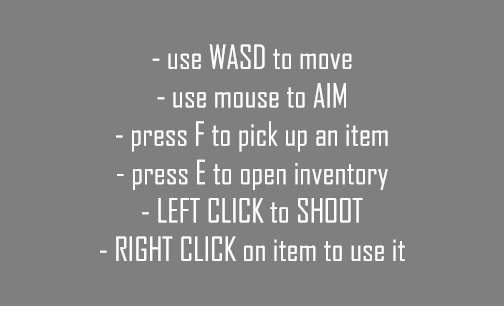 - use WASD to move
- use mouse to AIM
- press F to pick up an item
- press E to open inventory
- LEFT CLICK to SHOOT
- RIGHT CLICK on item to use it